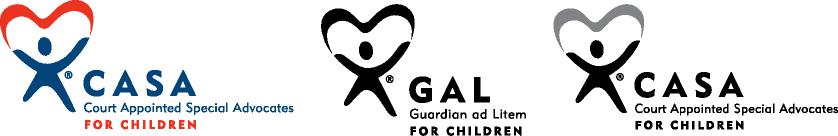 ® CASA
Court Appointed Special Advocates
FOR CHILDREN
® GAL
Guardian ad Litem
FOR CHILDREN
® CASA
Court Appointed Special Advocates
FOR CHILDREN